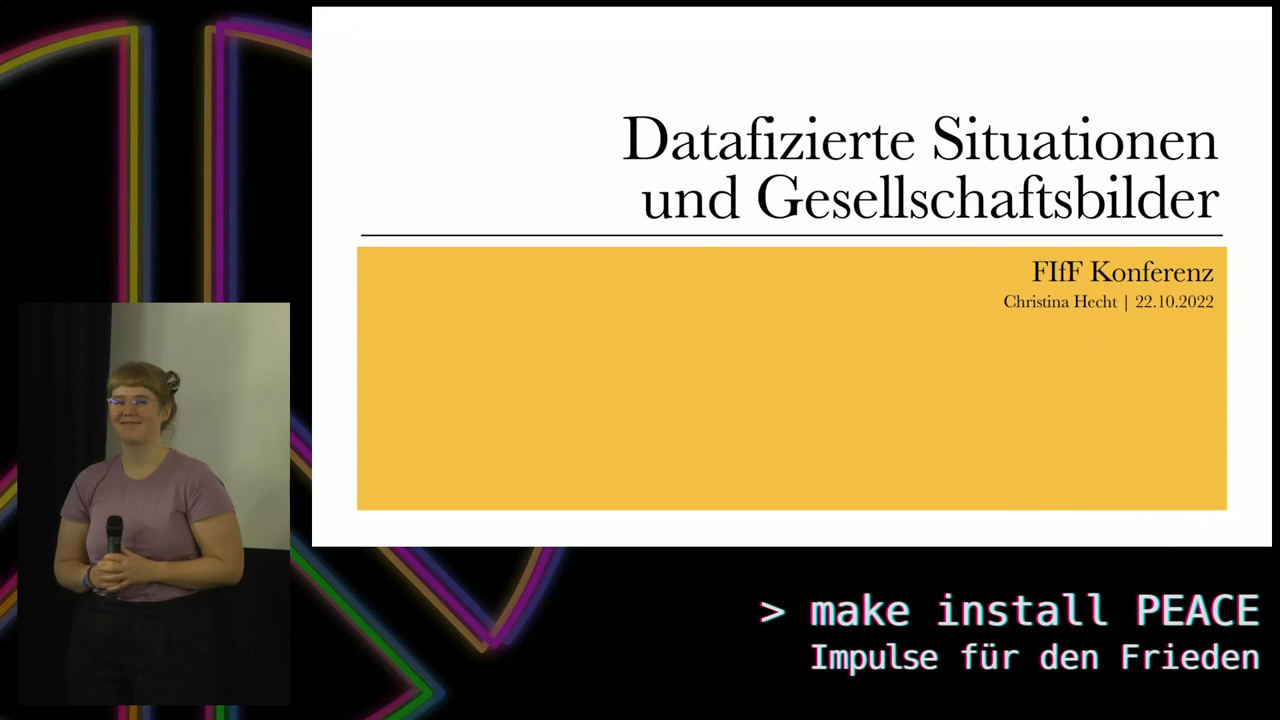 Datafizierte Situationen
und Gesellschaftsbilder
FIfF Konferenz
Christina Hecht | 22.10.2022
> make install PEACE
Impulse für den Frieden